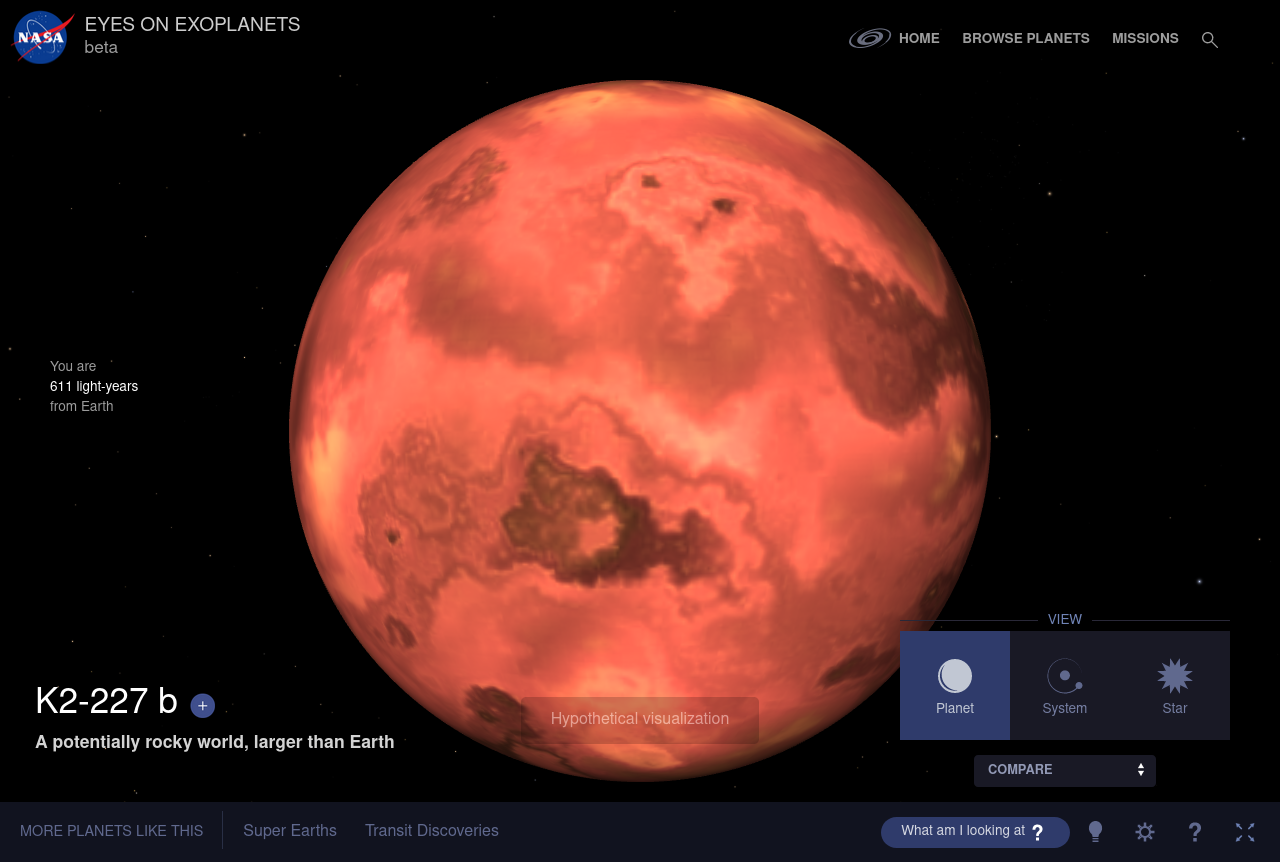 NASA
EYES ON EXOPLANETS
beta
HOME
BROWSE PLANETS
MISSIONS
You are
611 light-years
from Earth
K2-227 b +
A potentially rocky world, larger than Earth
Hypothetical visualization
VIEW
Planet
System
Star
COMPARE
MORE PLANETS LIKE THIS
Super Earths
Transit Discoveries
What am I looking at ?
?